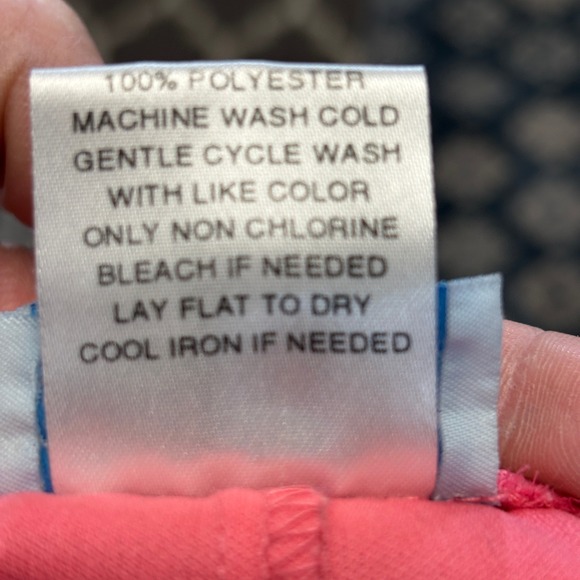 100% POLYESTER
MACHINE WASH COLD
GENTLE CYCLE WASH
WITH LIKE COLOR
ONLY NON CHLORINE
BLEACH IF NEEDED
LAY FLAT TO DRY
COOL IRON IF NEEDED